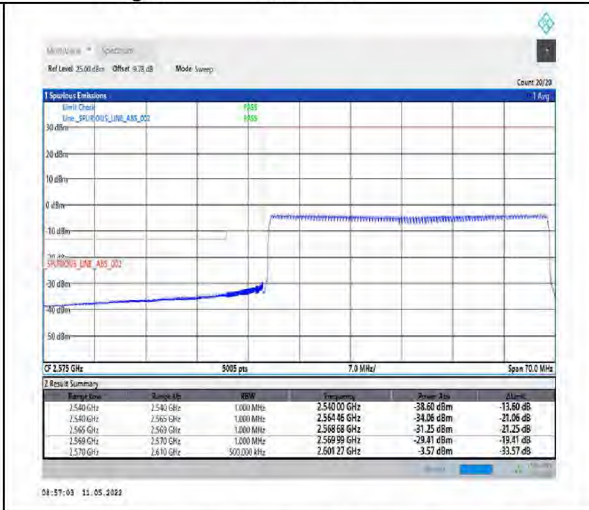 MultiView Spectrum
Ref Level 25.00 dBm Offset 9.78 dB Mode Sweep
Count 20/20
1 Spurious Emissions 1 Avg
Limit Check PASS
Line _SPURIOUS_LINE_ABS_002 PASS
30 dBm
20 dBm
10 dBm
0 dBm
-10 dBm
-20 dBm
_SPURIOUS_LINE_ABS_002
-30 dBm
-40 dBm
-50 dBm
CF 2.575 GHz 5005 pts 7.0 MHz/ Span 70.0 MHz
2 Result Summary
Range Low Range Up RBW Frequency Power Abs ΔLimit
2.540 GHz 2.540 GHz 1.000 MHz 2.540 00 GHz -38.60 dBm -13.60 dB
2.540 GHz 2.565 GHz 1.000 MHz 2.564 46 GHz -34.06 dBm -21.06 dB
2.565 GHz 2.569 GHz 1.000 MHz 2.568 68 GHz -31.25 dBm -21.25 dB
2.569 GHz 2.570 GHz 1.000 MHz 2.569 99 GHz -29.41 dBm -19.41 dB
2.570 GHz 2.610 GHz 500.000 kHz 2.601 27 GHz -3.57 dBm -33.57 dB
08:57:03 11.05.2022